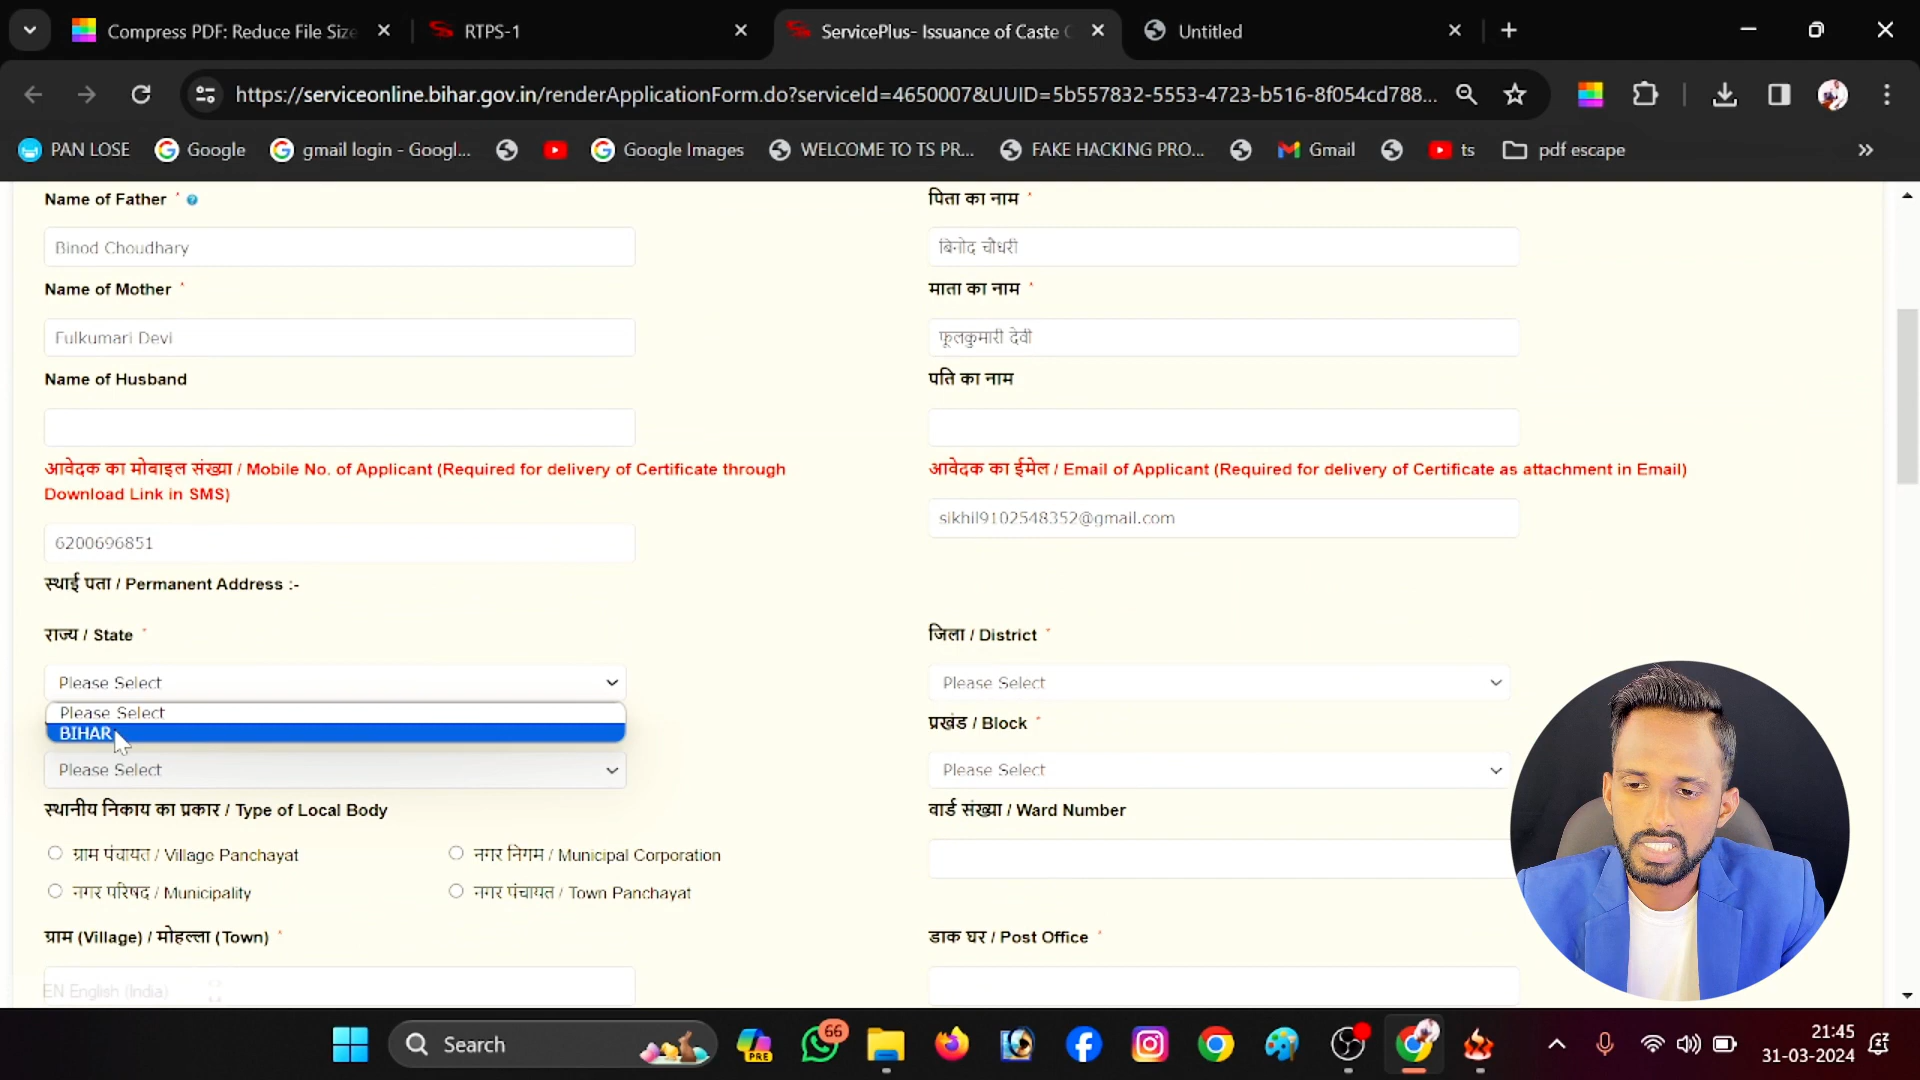 Compress PDF: Reduce File Size
RTPS-1
ServicePlus- Issuance of Caste C
Untitled
https://serviceonline.bihar.gov.in/renderApplicationForm.do?serviceId=4650007&UUID=5b557832-5553-4723-b516-8f054cd788...
PAN LOSE
Google
gmail login - Googl...
Google Images
WELCOME TO TS PR...
FAKE HACKING PRO...
Gmail
ts
pdf escape
Name of Father *
पिता का नाम *
Binod Choudhary
बिनोद चौधरी
Name of Mother *
माता का नाम *
Fulkumari Devi
फूलकुमारी देवी
Name of Husband
पति का नाम
आवेदक का मोबाइल संख्या / Mobile No. of Applicant (Required for delivery of Certificate through
Download Link in SMS)
आवेदक का ईमेल / Email of Applicant (Required for delivery of Certificate as attachment in Email)
sikhil9102548352@gmail.com
6200696851
स्थाई पता / Permanent Address :-
राज्य / State *
जिला / District *
Please Select
Please Select
Please Select
BIHAR
प्रखंड / Block *
Please Select
Please Select
स्थानीय निकाय का प्रकार / Type of Local Body
वार्ड संख्या / Ward Number
ग्राम पंचायत / Village Panchayat
नगर निगम / Municipal Corporation
नगर परिषद / Municipality
नगर पंचायत / Town Panchayat
ग्राम (Village) / मोहल्ला (Town) *
डाक घर / Post Office *
EN English (India)
Search
PRE
66
21:45
31-03-2024